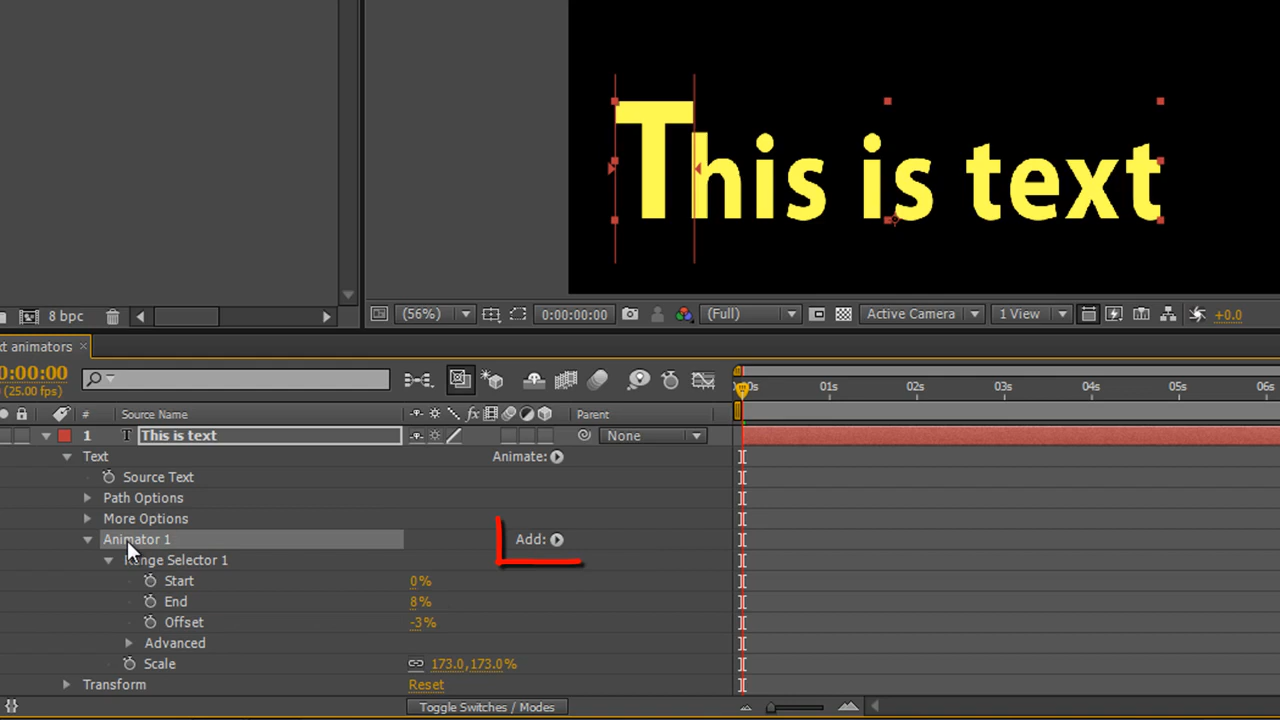 This is text
8 bpc
(56%)
0:00:00:00
(Full)
Active Camera
1 View
+0.0
xt animators ×
0:00:00
(25.00 fps)
# Source Name
fx
Parent
00s 01s 02s 03s 04s 05s 06s
1 T This is text
None
Text
Animate:
Source Text
Path Options
More Options
Animator 1
Add:
Range Selector 1
Start 0%
End 8%
Offset -3%
Advanced
Scale 173.0,173.0%
Transform Reset
Toggle Switches / Modes